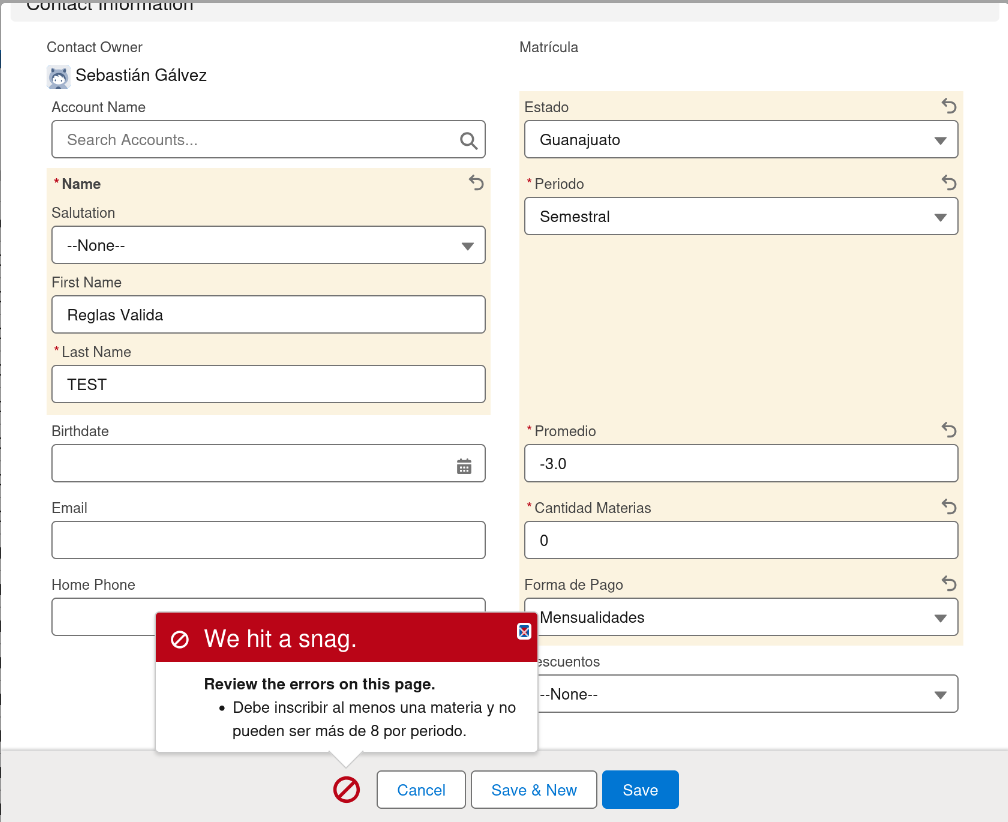 Contact Information
Contact Owner
Sebastián Gálvez
Account Name
Search Accounts...
* Name
Salutation
--None--
First Name
Reglas Valida
* Last Name
TEST
Birthdate
Email
Home Phone
Matrícula
Estado
Guanajuato
* Periodo
Semestral
* Promedio
-3.0
* Cantidad Materias
0
Forma de Pago
Mensualidades
escuentos
--None--
We hit a snag.
Review the errors on this page.
• Debe inscribir al menos una materia y no
pueden ser más de 8 por periodo.
Cancel
Save & New
Save